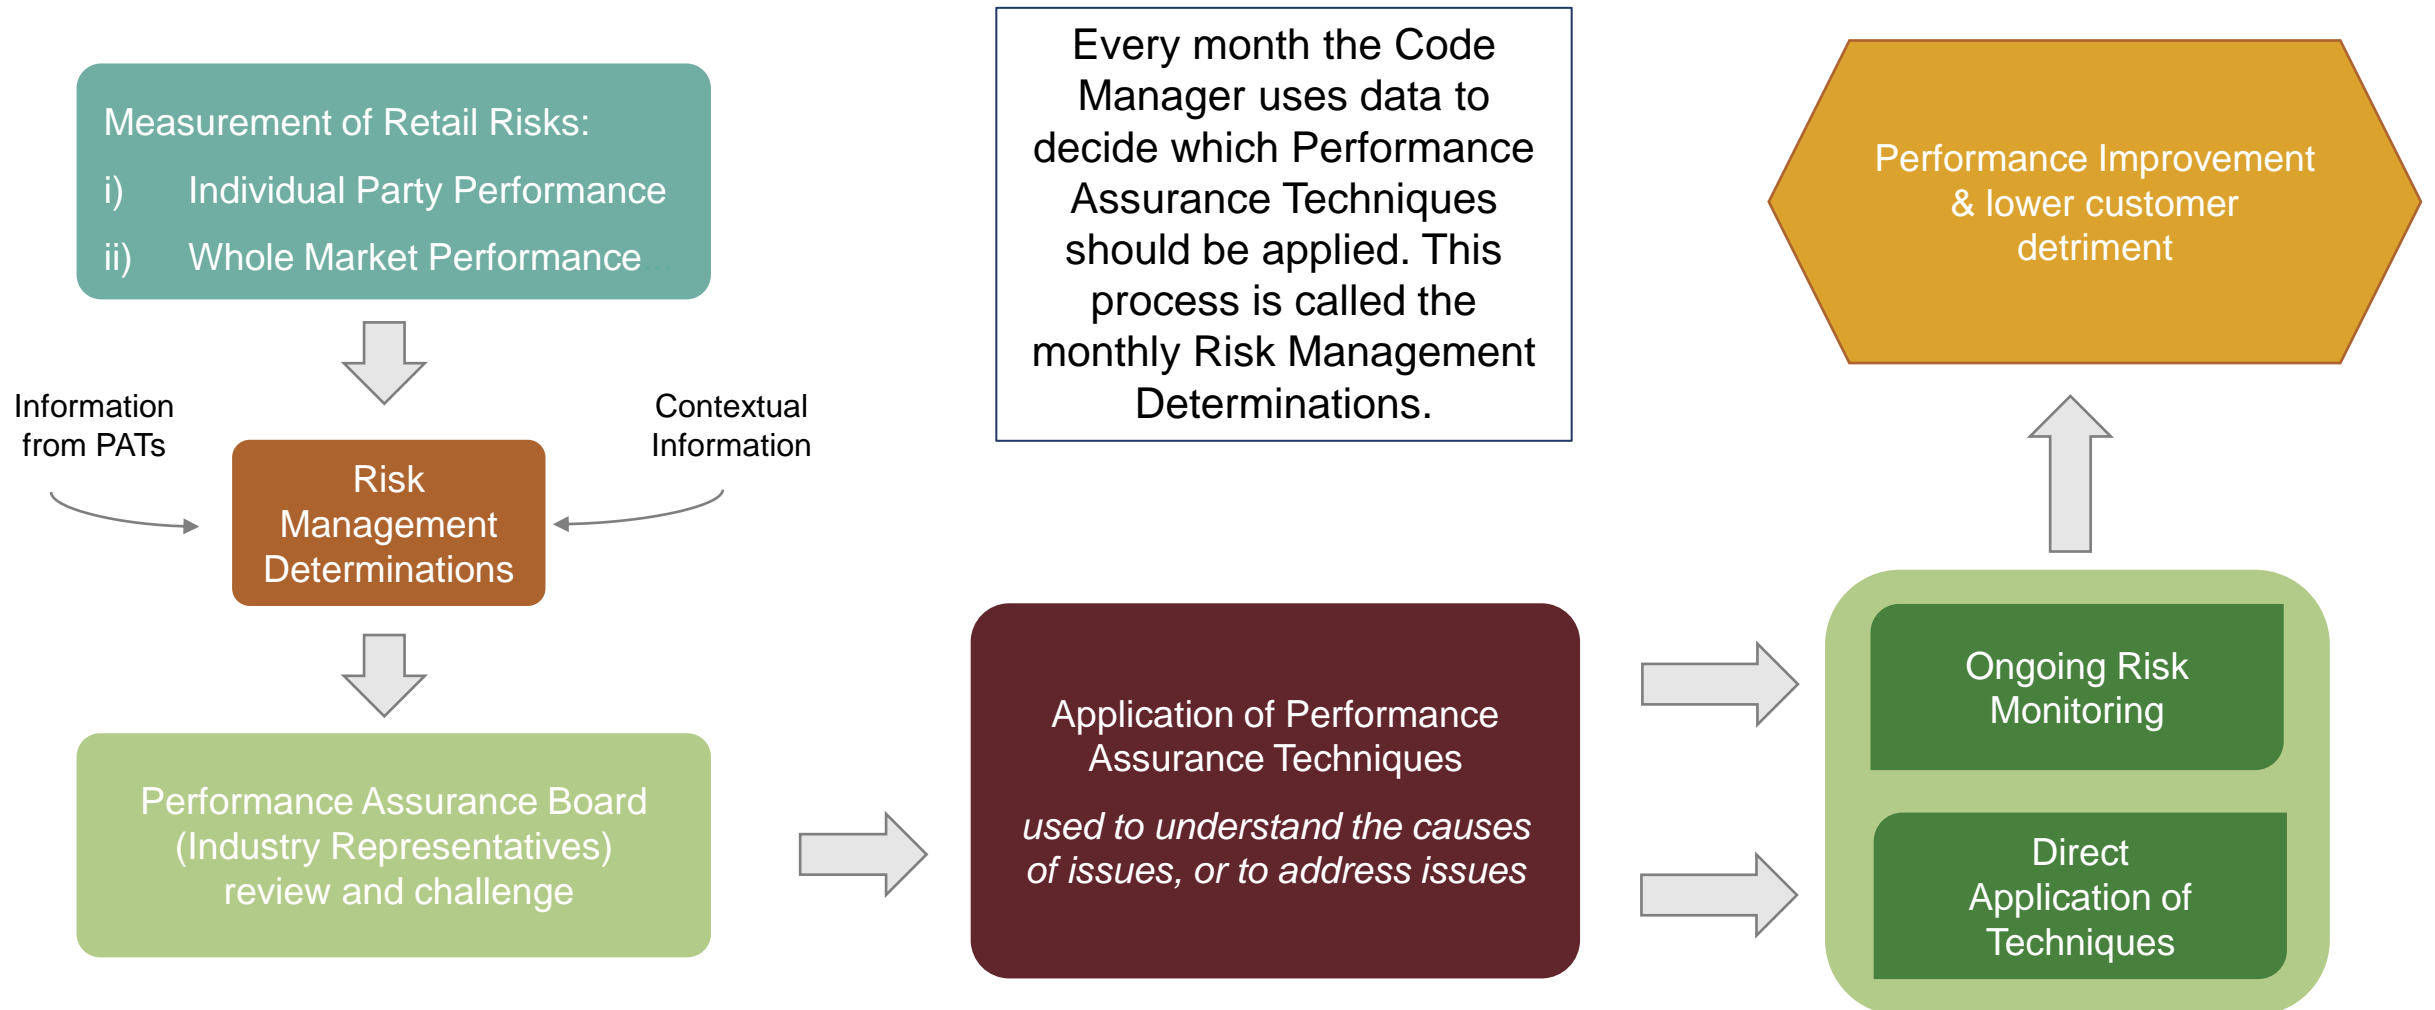 Measurement of Retail Risks:
i) Individual Party Performance
ii) Whole Market Performance...
Information
from PATs
Contextual
Information
Risk
Management
Determinations
Performance Assurance Board
(Industry Representatives)
review and challenge
Every month the Code
Manager uses data to
decide which Performance
Assurance Techniques
should be applied. This
process is called the
monthly Risk Management
Determinations.
Application of Performance
Assurance Techniques
used to understand the causes
of issues, or to address issues
Ongoing Risk
Monitoring
Direct
Application of
Techniques
Performance Improvement
& lower customer
detriment